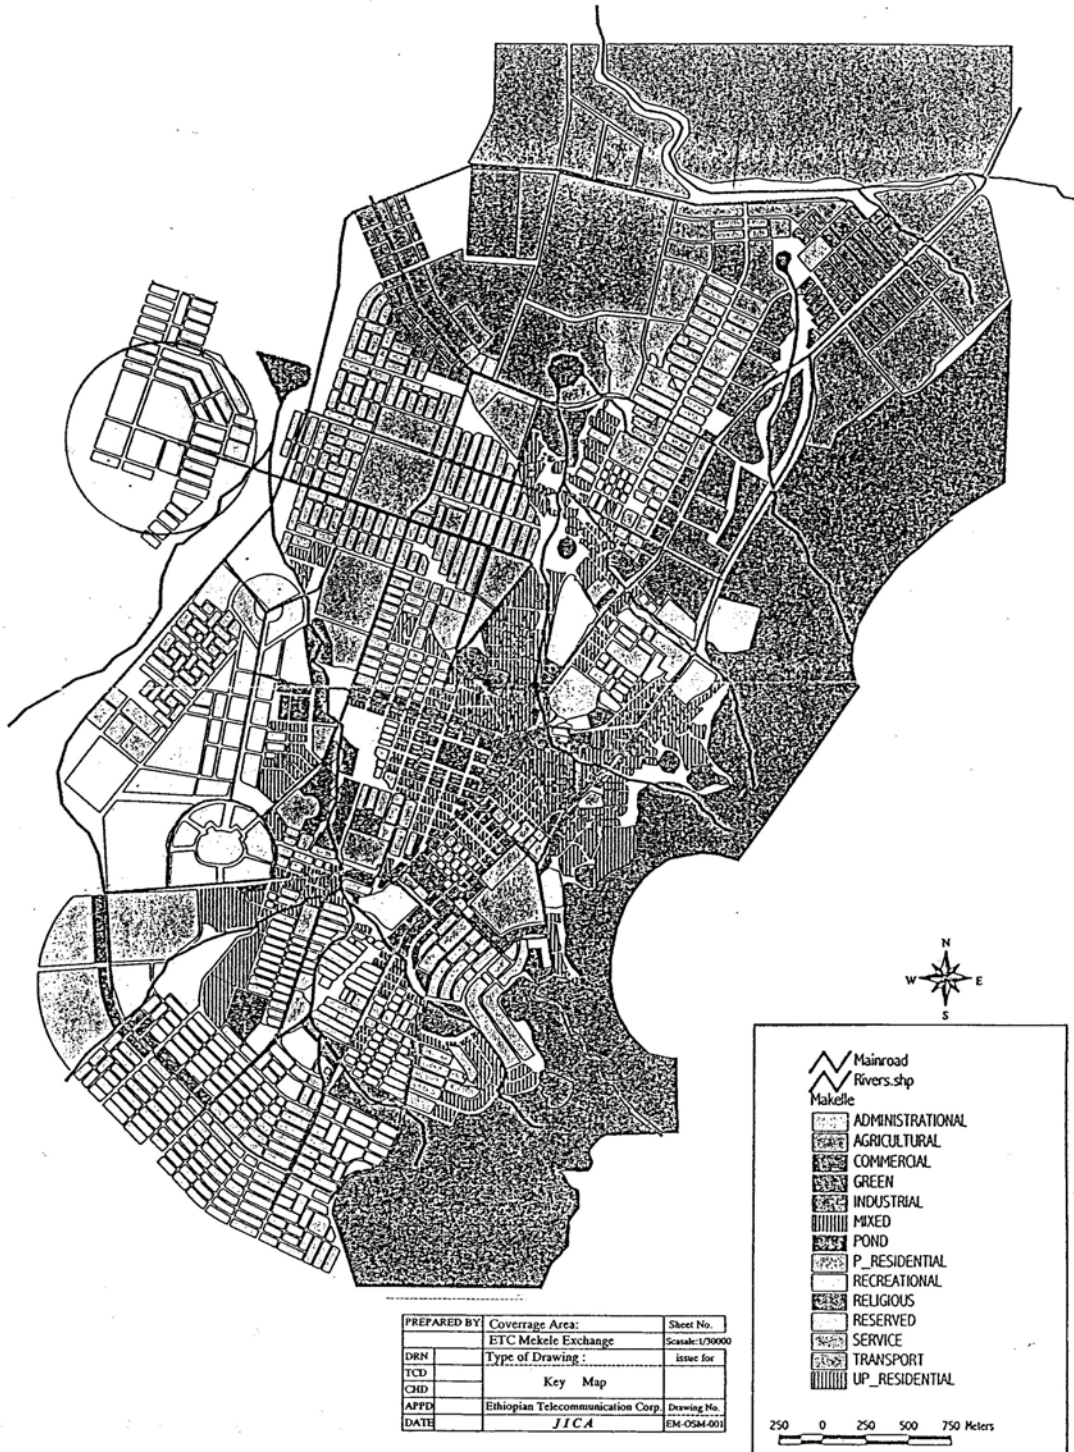 N
W E
S
Mainroad
Rivers.shp
Makelle
ADMINISTRATIONAL
AGRICULTURAL
COMMERCIAL
GREEN
INDUSTRIAL
MIXED
POND
P_RESIDENTIAL
RECREATIONAL
RELIGIOUS
RESERVED
SERVICE
TRANSPORT
UP_RESIDENTIAL
250 0 250 500 750 Meters
PREPARED BY Coverrage Area: Sheet No.
ETC Mekele Exchange Scasale:1/30000
DRN Type of Drawing : issue for
TCD
Key Map
CHD
APPD Ethiopian Telecommunication Corp. Drawing No.
DATE JICA EM-OSM-001